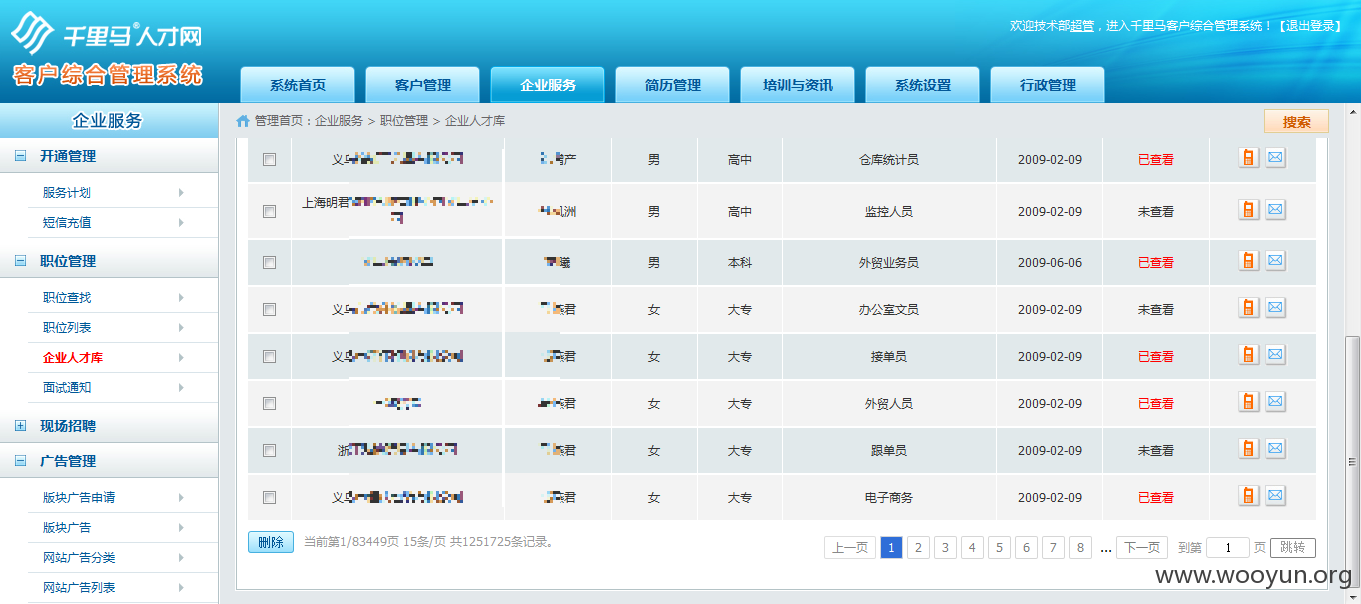 千里马®人才网
客户综合管理系统
欢迎技术部超管，进入千里马客户综合管理系统！【退出登录】
系统首页 客户管理 企业服务 简历管理 培训与资讯 系统设置 行政管理
企业服务
开通管理
服务计划
短信充值
职位管理
职位查找
职位列表
企业人才库
面试通知
现场招聘
广告管理
版块广告申请
版块广告
网站广告分类
网站广告列表
管理首页：企业服务 > 职位管理 > 企业人才库
搜索
义 产 男 高中 仓库统计员 2009-02-09 已查看
上海明君 洲 男 高中 监控人员 2009-02-09 未查看
曦 男 本科 外贸业务员 2009-06-06 已查看
义 君 女 大专 办公室文员 2009-02-09 未查看
义 君 女 大专 接单员 2009-02-09 已查看
君 女 大专 外贸人员 2009-02-09 已查看
浙 君 女 大专 跟单员 2009-02-09 未查看
义 君 女 大专 电子商务 2009-02-09 已查看
删除 当前第1/83449页 15条/页 共1251725条记录。
上一页 1 2 3 4 5 6 7 8 ... 下一页 到第 1 页 跳转
www.wooyun.org